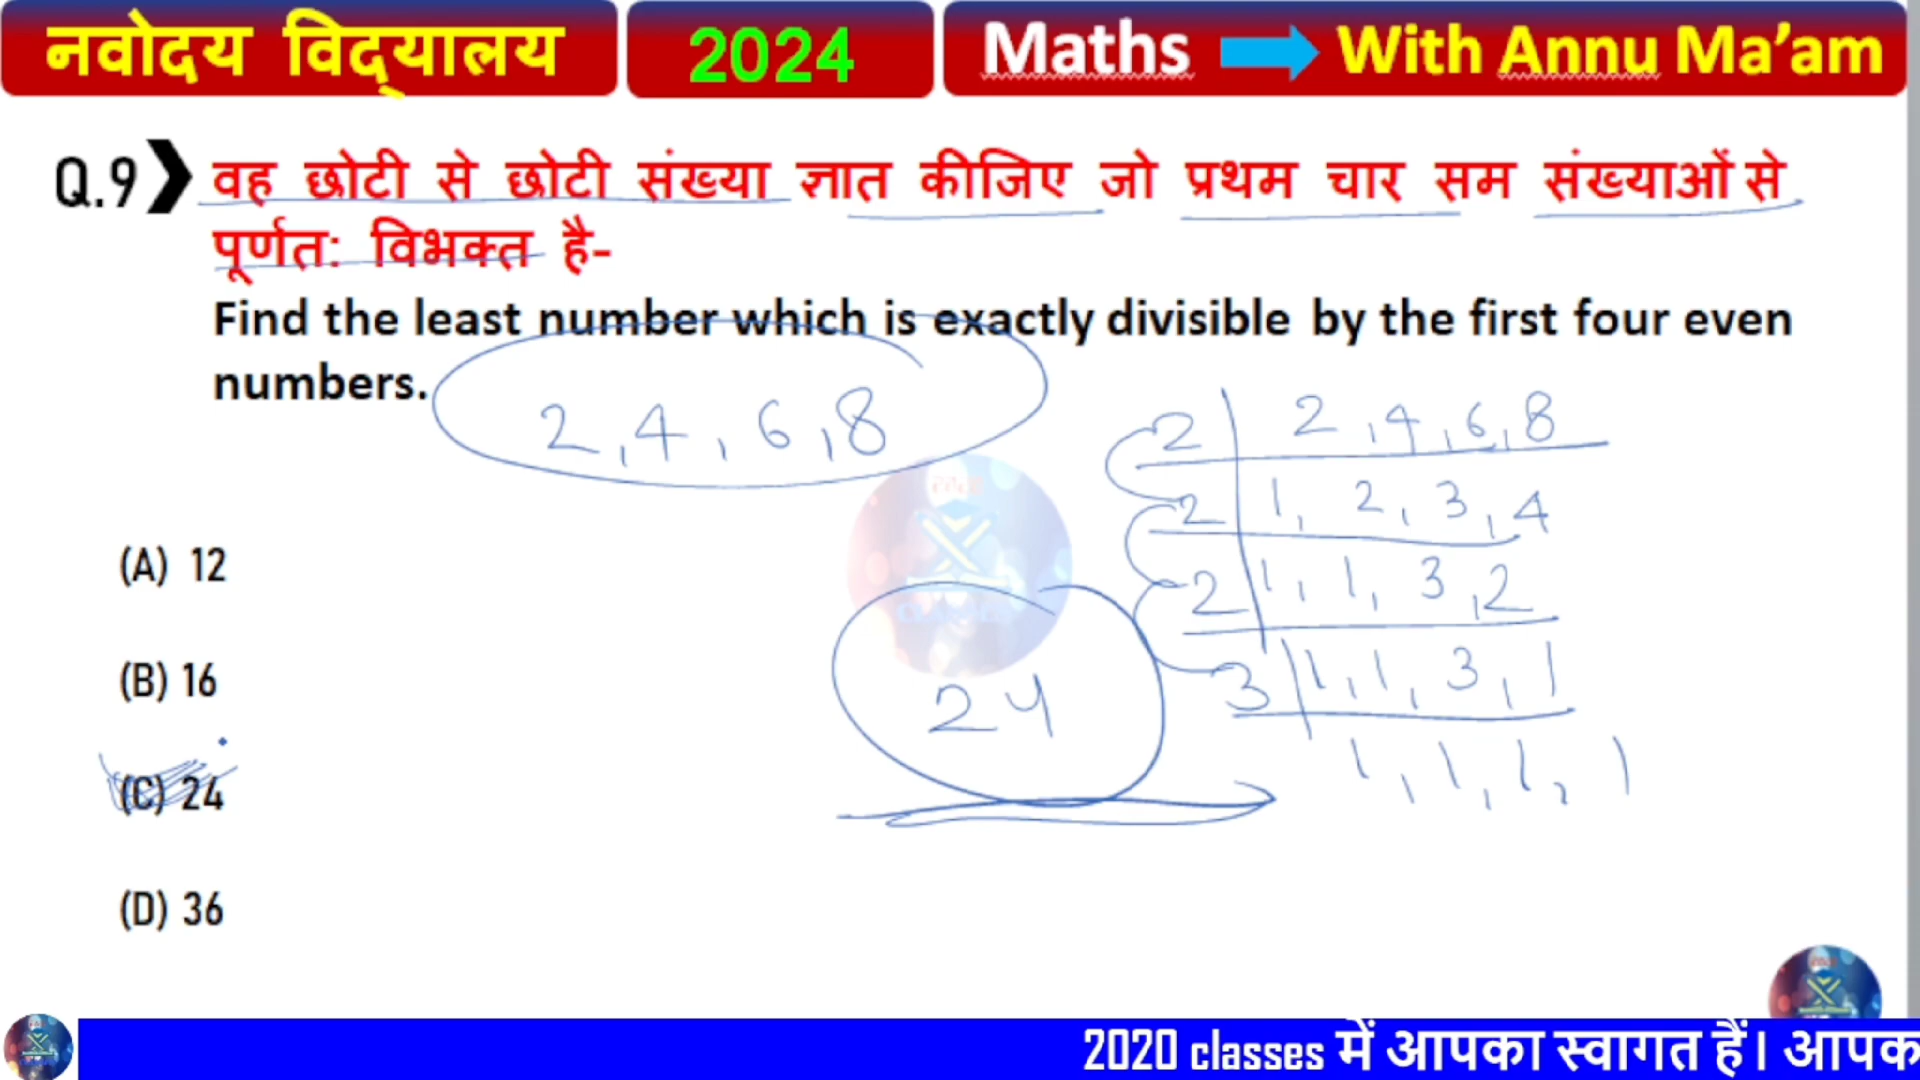 नवोदय विद्यालय 2024 Maths With Annu Ma'am
Q.9 वह छोटी से छोटी संख्या ज्ञात कीजिए जो प्रथम चार सम संख्याओं से
पूर्णत: विभक्त है-
Find the least number which is exactly divisible by the first four even
numbers.
2, 4, 6, 8
2 | 2, 4, 6, 8
2 | 1, 2, 3, 4
2 | 1, 1, 3, 2
3 | 1, 1, 3, 1
1, 1, 1, 1
24
(A) 12
(B) 16
(C) 24
(D) 36
2020 classes में आपका स्वागत हैं। आपक